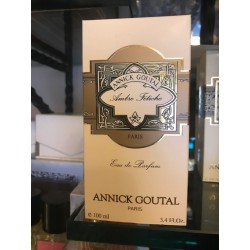 ANNICK GOUTAL
Ambre Fetiche
PARIS
Eau de Parfum
ANNICK GOUTAL
PARIS
e 100 ml 3.4 Fl.Oz.